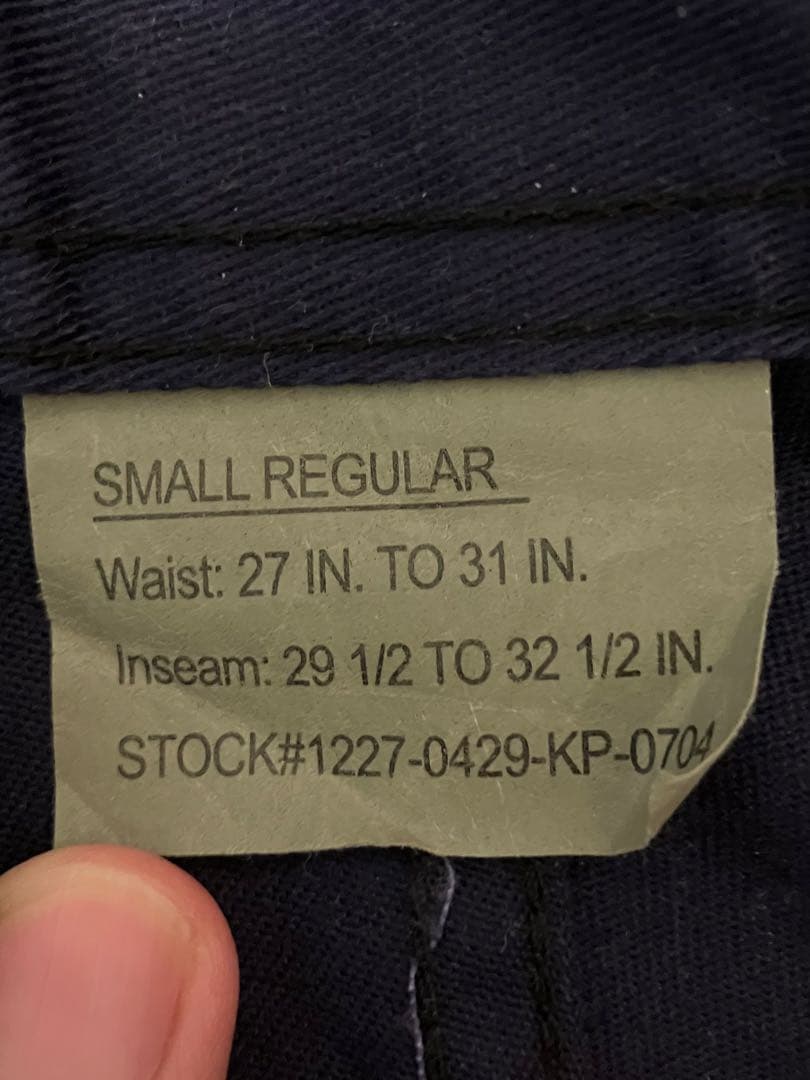 SMALL REGULAR
Waist: 27 IN. TO 31 IN.
Inseam: 29 1/2 TO 32 1/2 IN.
STOCK#1227-0429-KP-0704